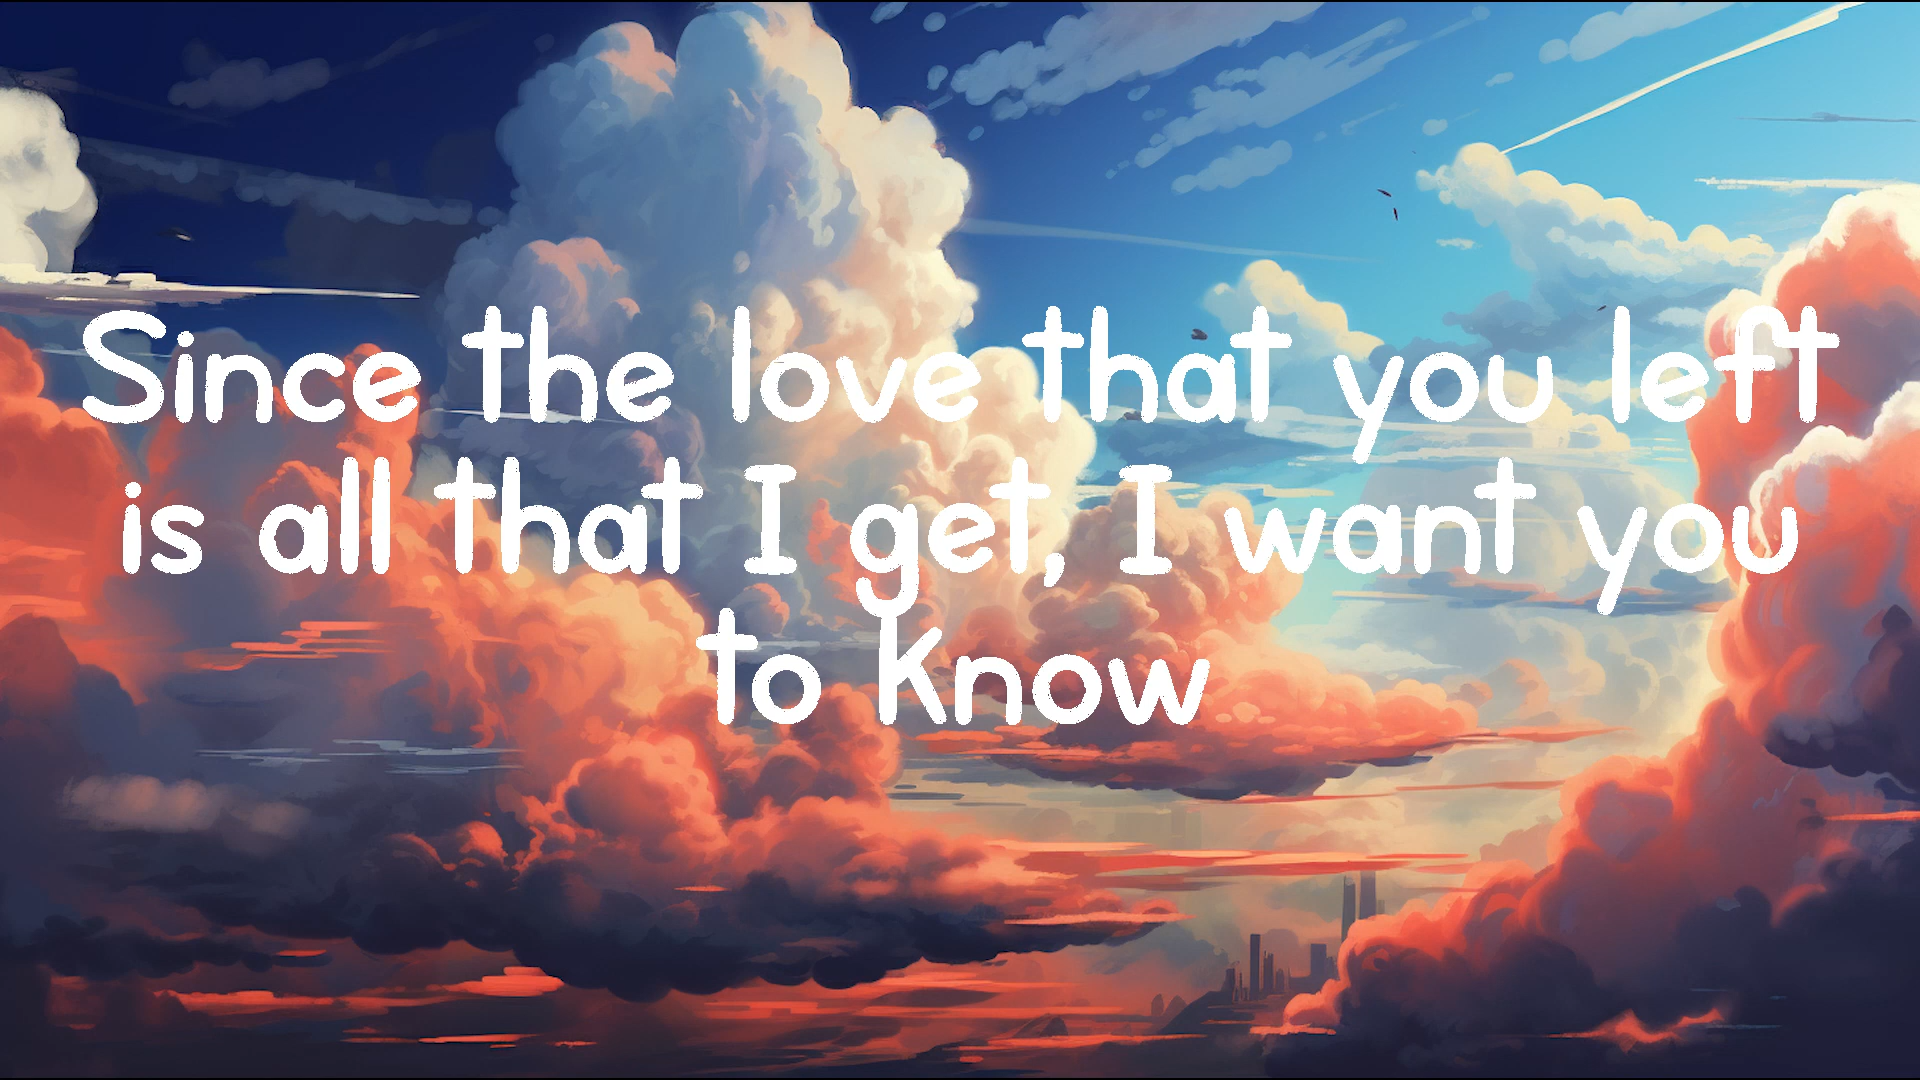 Since the love that you left
is all that I get, I want you
to know